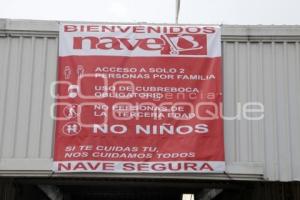 BIENVENIDOS
nave
ACCESO A SOLO 2
PERSONAS POR FAMILIA
USO DE CUBREBOCA
OBLIGATORIO
NO PERSONAS DE
LA TERCERA EDAD
NO NIÑOS
SI TE CUIDAS TU,
NOS CUIDAMOS TODOS
NAVE SEGURA